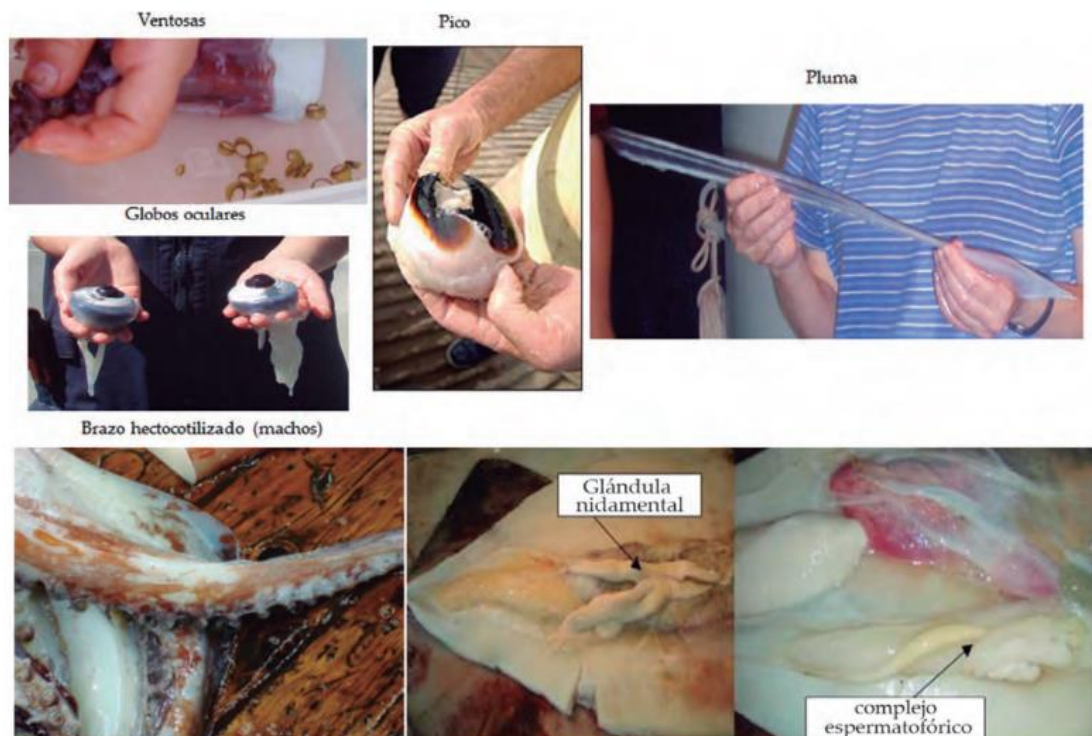 Ventosas
Pico
Pluma
Globos oculares
Brazo hectocotilizado (machos)
Glándula
nidamental
complejo
espermatofórico